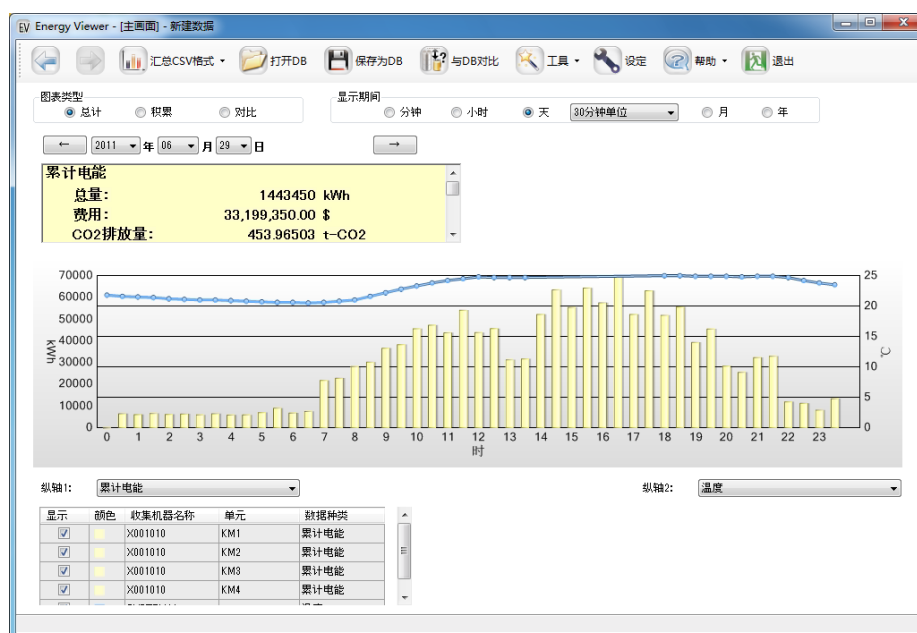 Energy Viewer - [主画面] - 新建数据
汇总CSV格式 打开DB 保存为DB 与DB对比 工具 设定 帮助 退出
图表类型 显示期间
总计 积累 对比 分钟 小时 天 30分钟单位 月 年
← 2011 年 06 月 29 日 →
累计电能
总量: 1443450 kWh
费用: 33,199,350.00 $
CO2排放量: 453.96503 t-CO2
70000 25
60000 20
50000
40000 15
30000 10
20000
10000 5
0 0
kWh
℃
0 1 2 3 4 5 6 7 8 9 10 11 12 13 14 15 16 17 18 19 20 21 22 23
时
纵轴1: 累计电能 纵轴2: 温度
显示 颜色 收集机器名称 单元 数据种类
X001010 KM1 累计电能
X001010 KM2 累计电能
X001010 KM3 累计电能
X001010 KM4 累计电能